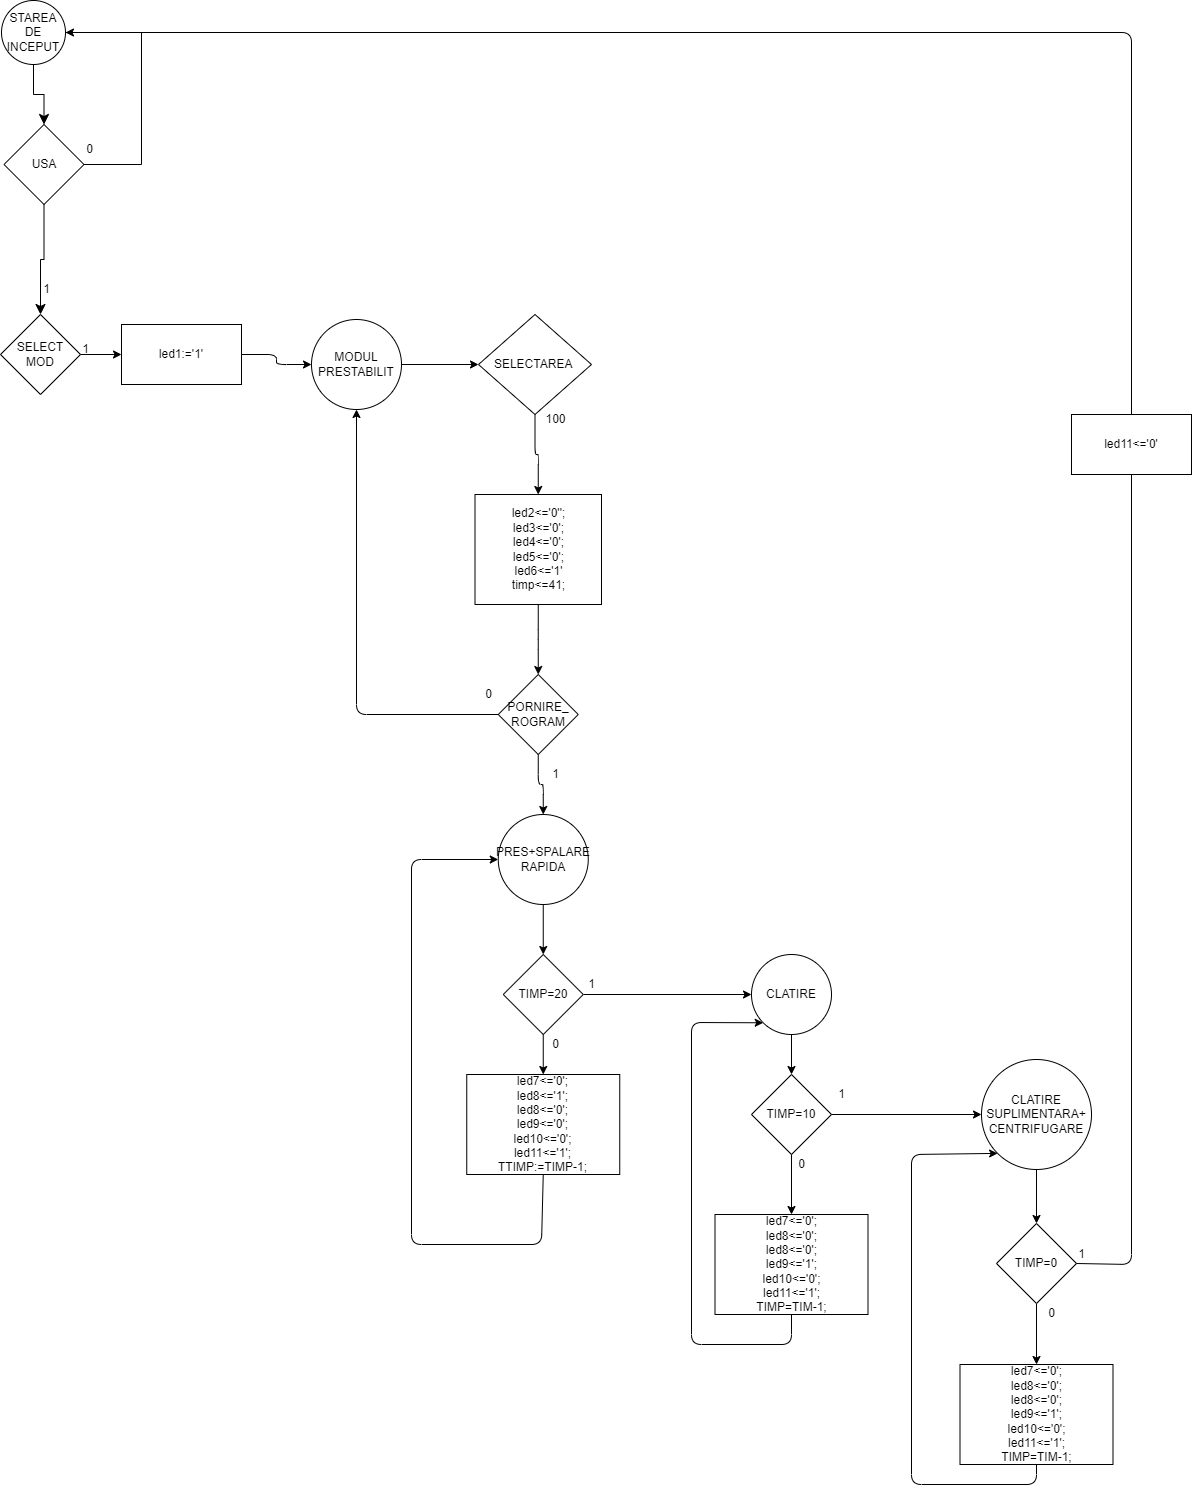 STAREA
DE
INCEPUT
USA
0
1
SELECT
MOD
1
led1:='1'
MODUL
PRESTABILIT
SELECTAREA
100
led2<='0";
led3<='0';
led4<='0';
led5<='0';
led6<='1'
timp<=41;
led11<='0'
PORNIRE_
ROGRAM
0
1
PRES+SPALARE
RAPIDA
TIMP=20
1
0
led7<='0';
led8<='1';
led8<='0';
led9<='0';
led10<='0';
led11<='1';
TTIMP:=TIMP-1;
CLATIRE
TIMP=10
1
0
led7<='0';
led8<='0';
led8<='0';
led9<='1';
led10<='0';
led11<='1';
TIMP=TIM-1;
CLATIRE
SUPLIMENTARA+
CENTRIFUGARE
TIMP=0
1
0
led7<='0';
led8<='0';
led8<='0';
led9<='1';
led10<='0';
led11<='1';
TIMP=TIM-1;